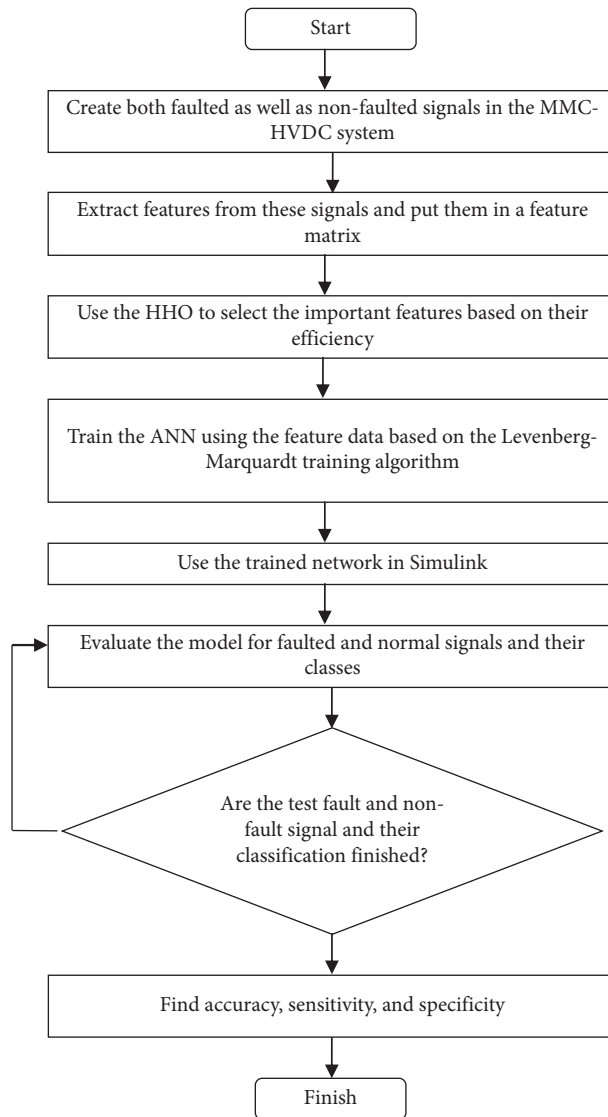 Start
Create both faulted as well as non-faulted signals in the MMC-
HVDC system
Extract features from these signals and put them in a feature
matrix
Use the HHO to select the important features based on their
efficiency
Train the ANN using the feature data based on the Levenberg-
Marquardt training algorithm
Use the trained network in Simulink
Evaluate the model for faulted and normal signals and their
classes
Are the test fault and non-
fault signal and their
classification finished?
Find accuracy, sensitivity, and specificity
Finish